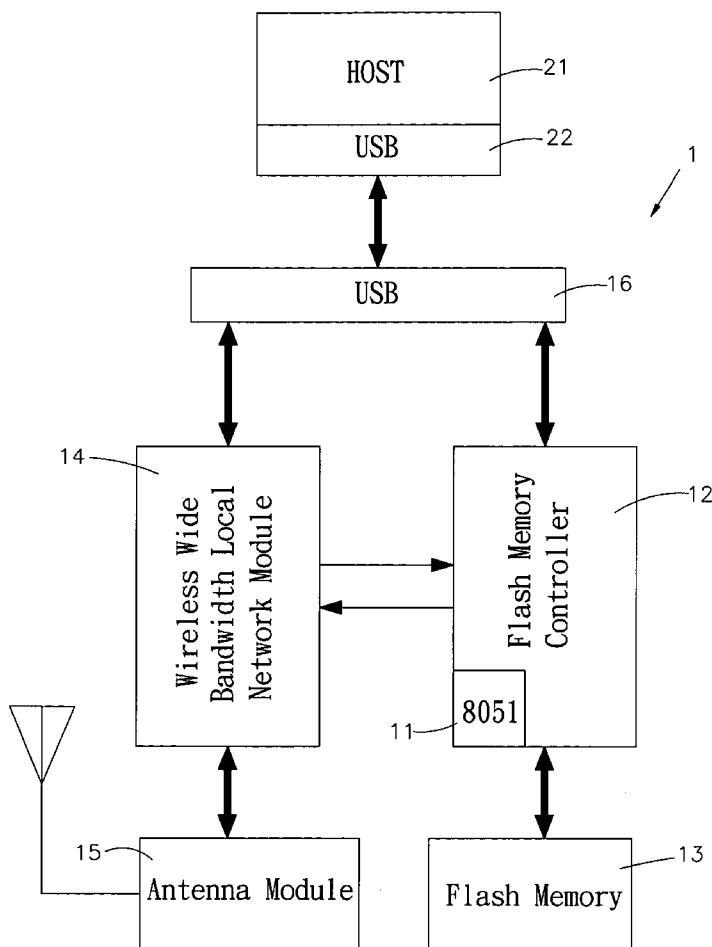 HOST
21
USB
22
1
USB
16
14
Wireless Wide
Bandwidth Local
Network Module
12
Flash Memory
Controller
11
8051
15
Antenna Module
13
Flash Memory